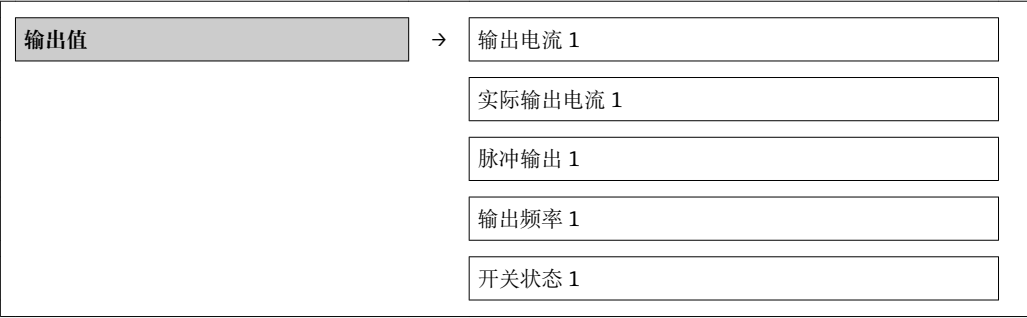 输出值 → 输出电流 1
实际输出电流 1
脉冲输出 1
输出频率 1
开关状态 1